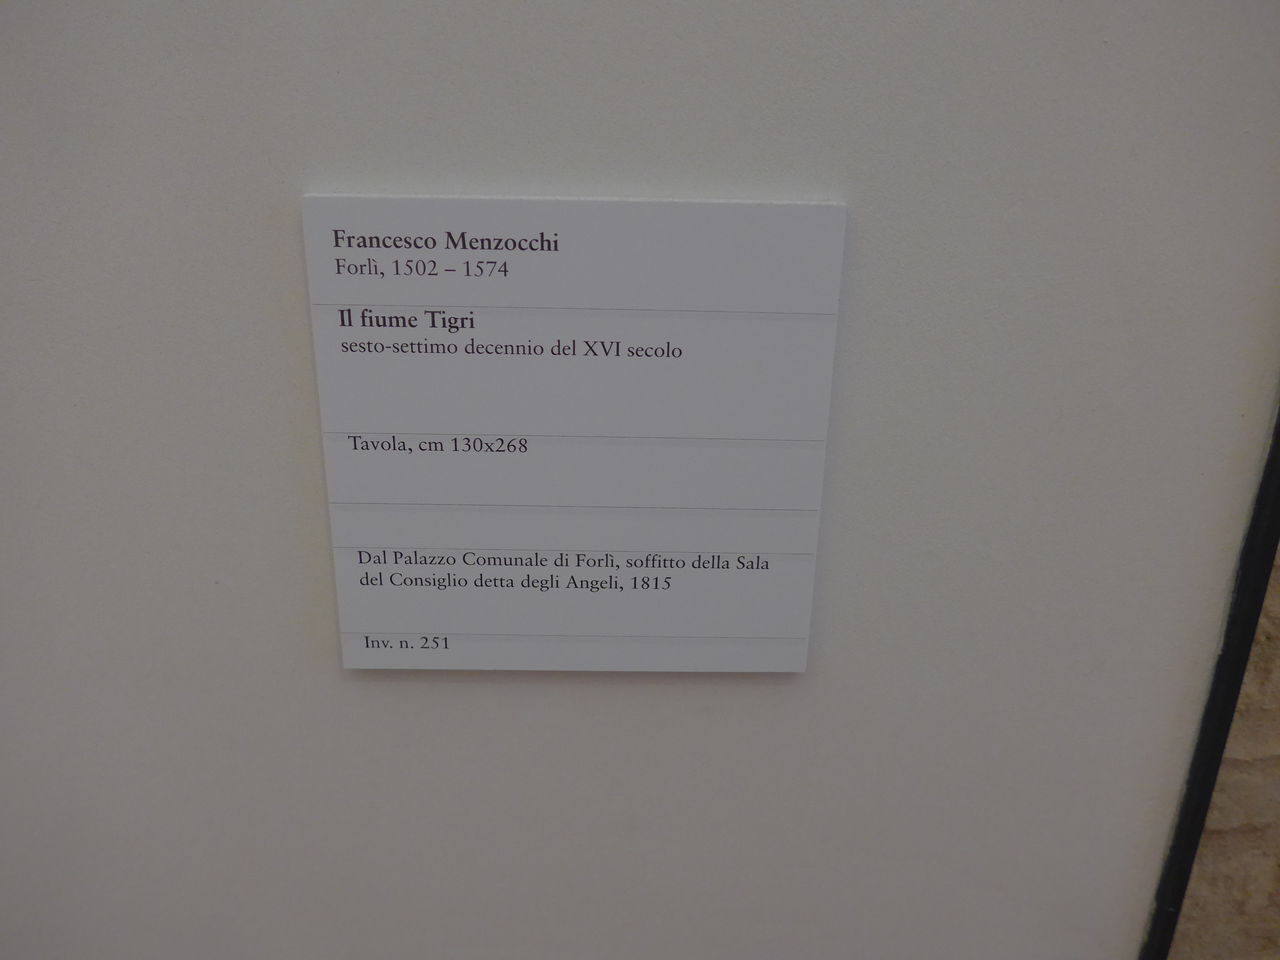 Francesco Menzocchi
Forlì, 1502 – 1574
Il fiume Tigri
sesto-settimo decennio del XVI secolo
Tavola, cm 130x268
Dal Palazzo Comunale di Forlì, soffitto della Sala
del Consiglio detta degli Angeli, 1815
Inv. n. 251